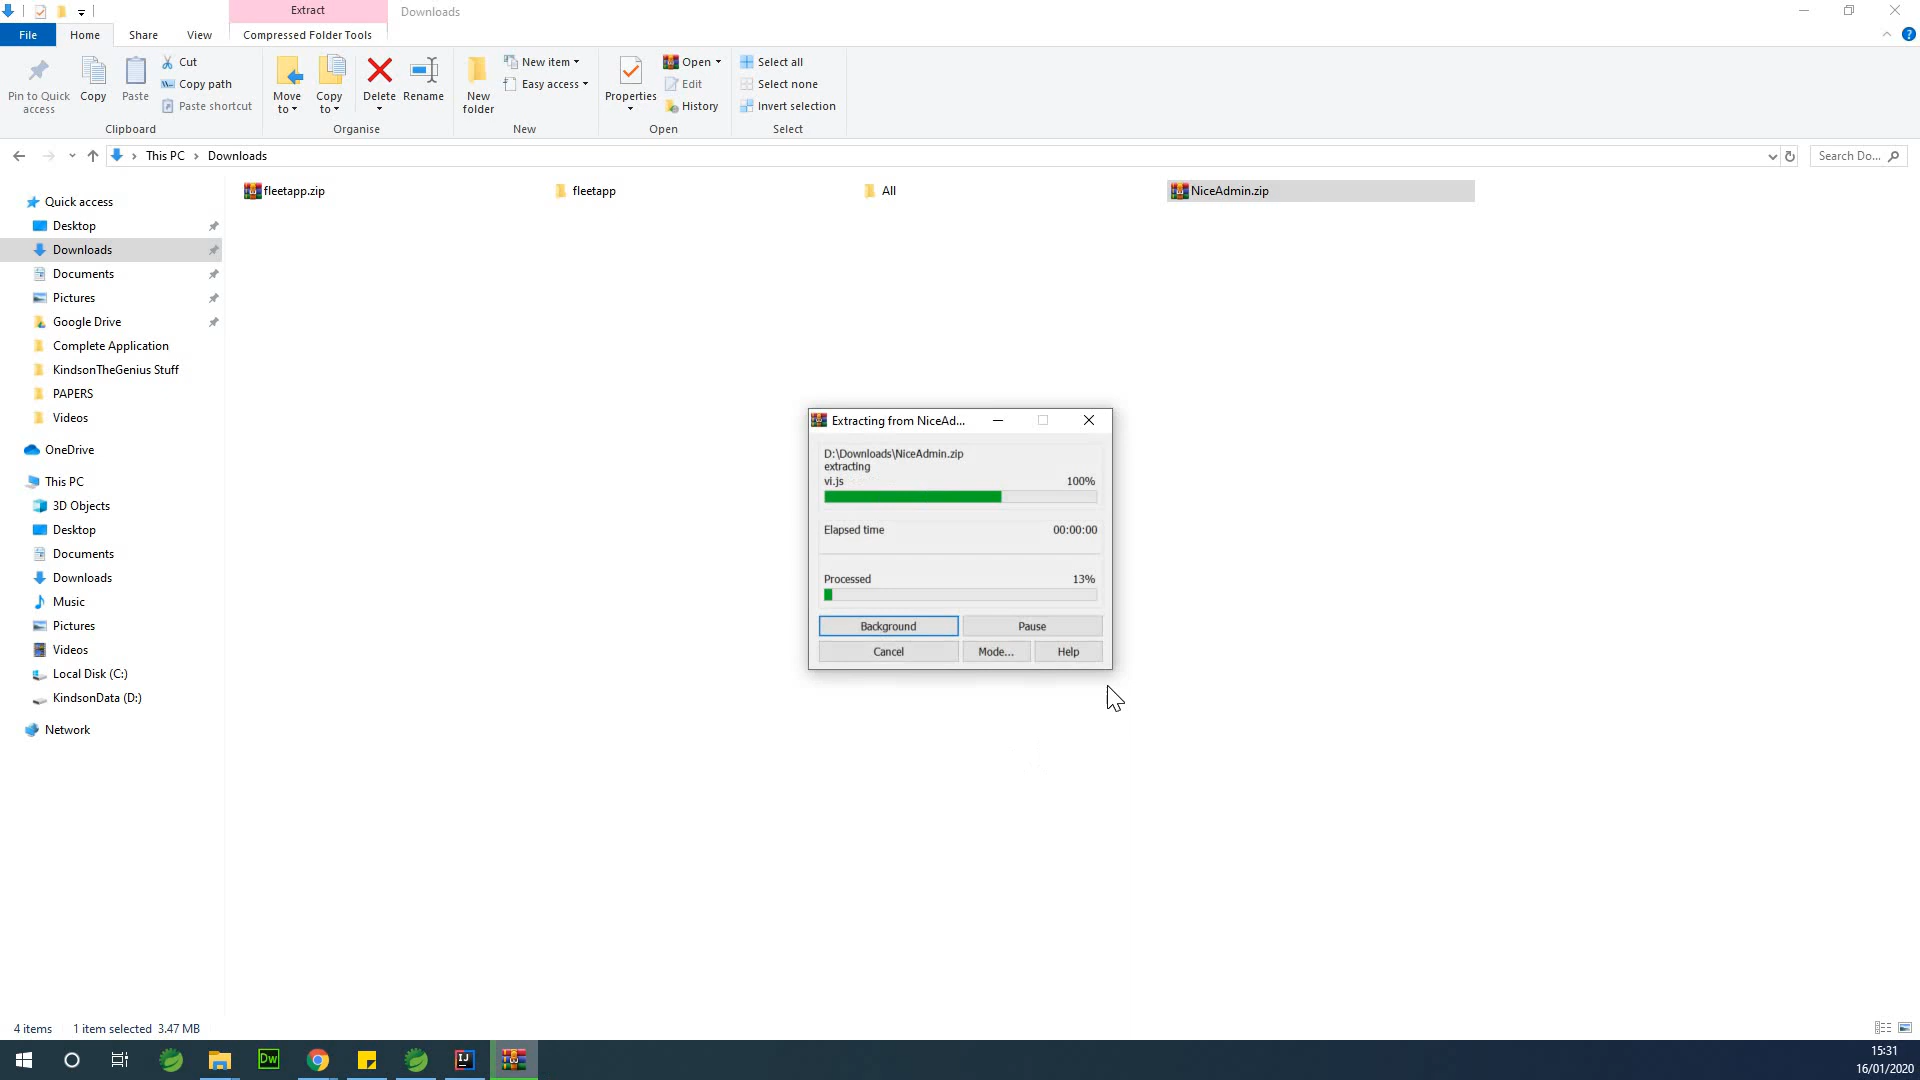 Extract
Downloads
File
Home
Share
View
Compressed Folder Tools
Pin to Quick
access
Copy
Paste
Cut
Copy path
Paste shortcut
Clipboard
Move
to
Copy
to
Delete
Rename
Organise
New
folder
New item
Easy access
New
Properties
Open
Edit
History
Open
Select all
Select none
Invert selection
Select
This PC
Downloads
Search Do...
Quick access
Desktop
Downloads
Documents
Pictures
Google Drive
Complete Application
KindsonTheGenius Stuff
PAPERS
Videos
OneDrive
This PC
3D Objects
Desktop
Documents
Downloads
Music
Pictures
Videos
Local Disk (C:)
KindsonData (D:)
Network
fleetapp.zip
fleetapp
All
NiceAdmin.zip
Extracting from NiceAd...
D:\Downloads\NiceAdmin.zip
extracting
vi.js 100%
Elapsed time 00:00:00
Processed 13%
Background
Pause
Cancel
Mode...
Help
4 items
1 item selected 3.47 MB
Dw
IJ
15:31
16/01/2020